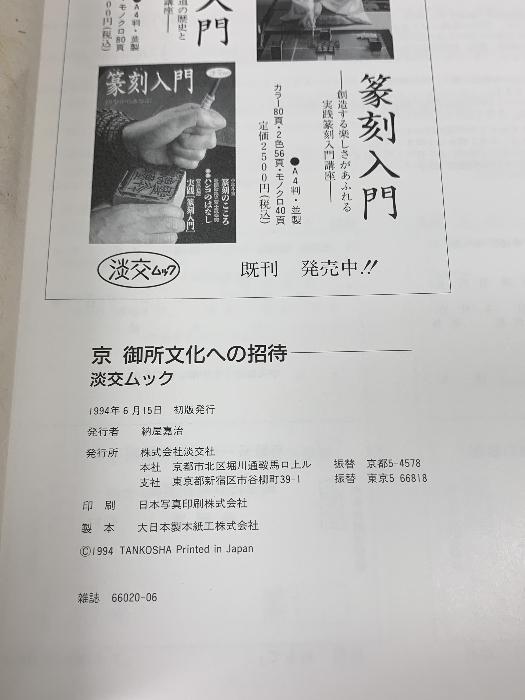 入門
道の歴史と
講座――
●A4判・並製
モノクロ80頁
00円(税込)
篆刻入門
――創造する楽しさがあふれる
実践篆刻入門講座――
●A4判・並製
カラー80頁・2色56頁・モノクロ40頁
定価2500円(税込)
篆刻入門
篆刻のこころ
ハンコのはなし
実践【篆刻入門】
淡交ムック
既刊 発売中!!
京 御所文化への招待
淡交ムック
1994年6月15日 初版発行
発行者 納屋嘉治
発行所 株式会社淡交社
本社 京都市北区堀川通鞍馬口上ル 振替 京都5-4578
支社 東京都新宿区市谷柳町39-1 振替 東京5 66818
印刷 日本写真印刷株式会社
製本 大日本製本紙工株式会社
©1994 TANKOSHA Printed in Japan
雑誌 66020-06